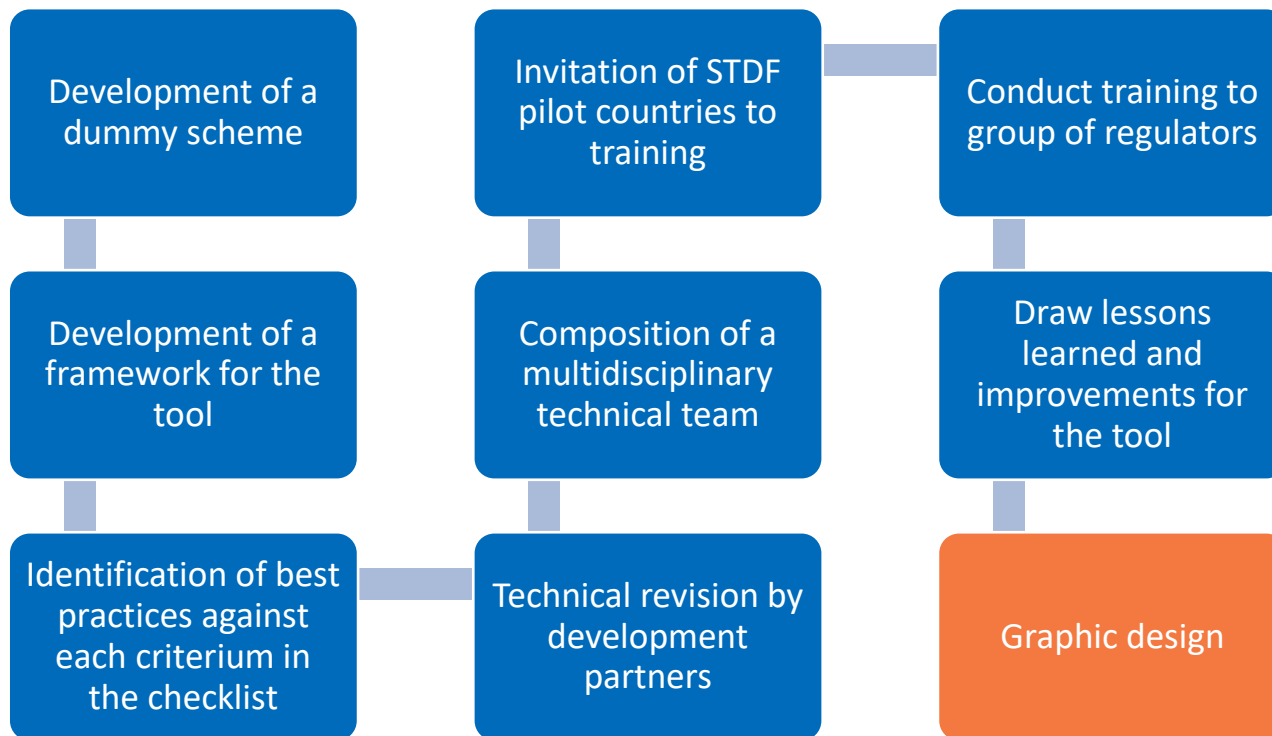 Development of a
dummy scheme
Development of a
framework for the
tool
Identification of best
practices against
each criterium in
the checklist
Technical revision by
development
partners
Composition of a
multidisciplinary
technical team
Invitation of STDF
pilot countries to
training
Conduct training to
group of regulators
Draw lessons
learned and
improvements for
the tool
Graphic design